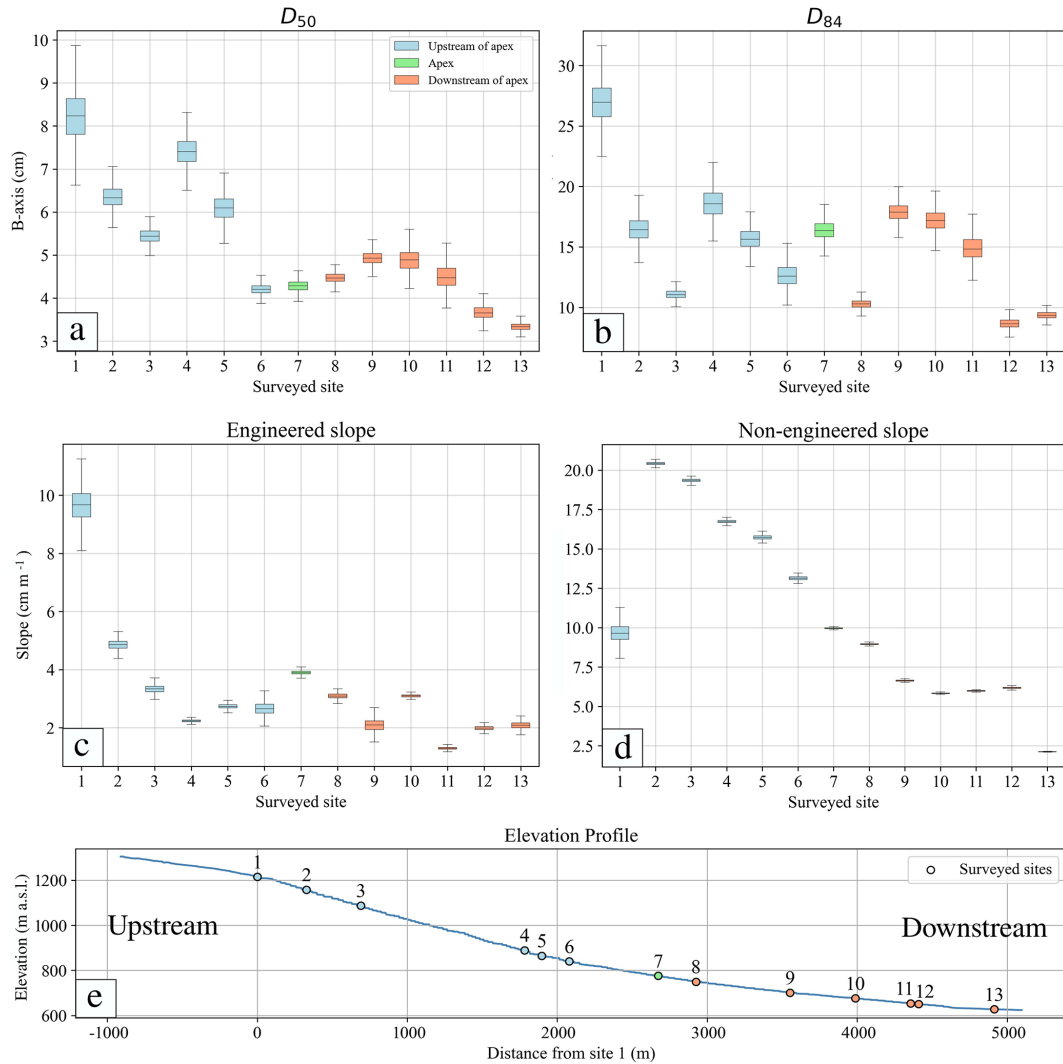 D50
D84
10
9
8
7
6
5
4
3
B-axis (cm)
Upstream of apex
Apex
Downstream of apex
a
1 2 3 4 5 6 7 8 9 10 11 12 13
Surveyed site
30
25
20
15
10
b
1 2 3 4 5 6 7 8 9 10 11 12 13
Surveyed site
Engineered slope
Non-engineered slope
10
8
6
4
2
Slope (cm m -1)
c
1 2 3 4 5 6 7 8 9 10 11 12 13
Surveyed site
20.0
17.5
15.0
12.5
10.0
7.5
5.0
2.5
d
1 2 3 4 5 6 7 8 9 10 11 12 13
Surveyed site
Elevation Profile
1200
1000
800
600
Elevation (m a.s.l.)
Surveyed sites
Upstream
Downstream
1 2 3 4 5 6 7 8 9 10 11 12 13
e
-1000 0 1000 2000 3000 4000 5000
Distance from site 1 (m)